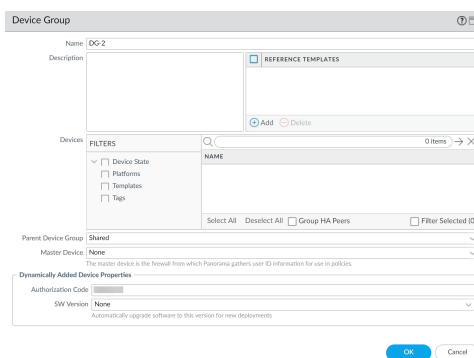 Device Group
Name DG-2
Description
REFERENCE TEMPLATES
Add Delete
Devices
FILTERS
0 items
NAME
Device State
Platforms
Templates
Tags
Select All Deselect All Group HA Peers Filter Selected (0
Parent Device Group Shared
Master Device None
The master device is the firewall from which Panorama gathers user ID information for use in policies.
Dynamically Added Device Properties
Authorization Code
SW Version None
Automatically upgrade software to this version for new deployments
OK Cancel